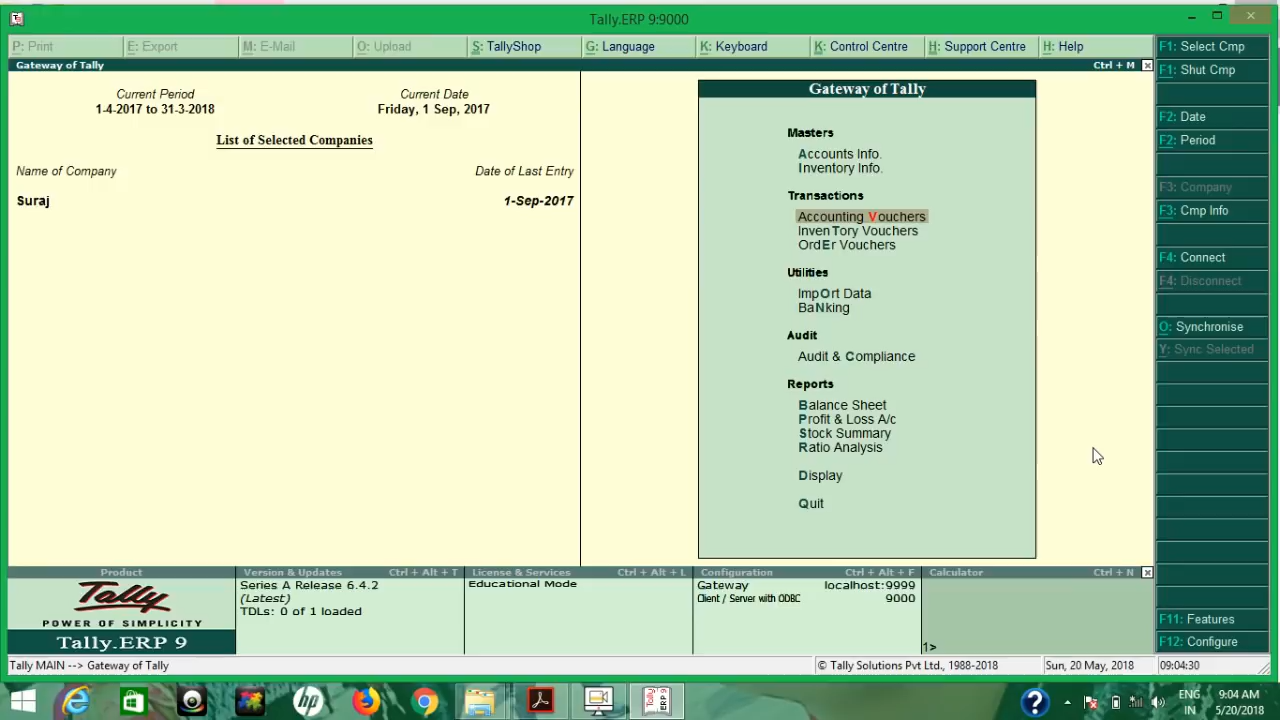 Tally.ERP 9:9000
P: Print E: Export M: E-Mail O: Upload S: TallyShop G: Language K: Keyboard K: Control Centre H: Support Centre H: Help
Gateway of Tally Ctrl + M
Current Period Current Date
1-4-2017 to 31-3-2018 Friday, 1 Sep, 2017
List of Selected Companies
Name of Company Date of Last Entry
Suraj 1-Sep-2017
Gateway of Tally
Masters
Accounts Info.
Inventory Info.
Transactions
Accounting Vouchers
InvenTory Vouchers
OrdEr Vouchers
Utilities
ImpOrt Data
BaNking
Audit
Audit & Compliance
Reports
Balance Sheet
Profit & Loss A/c
Stock Summary
Ratio Analysis
Display
Quit
F1: Select Cmp
F1: Shut Cmp
F2: Date
F2: Period
F3: Company
F3: Cmp Info
F4: Connect
F4: Disconnect
O: Synchronise
Y: Sync Selected
F11: Features
F12: Configure
Product
Tally
POWER OF SIMPLICITY
Tally.ERP 9
Version & Updates Ctrl + Alt + T
Series A Release 6.4.2
(Latest)
TDLs: 0 of 1 loaded
License & Services Ctrl + Alt + L
Educational Mode
Configuration Ctrl + Alt + F
Gateway localhost:9999
Client / Server with ODBC 9000
Calculator Ctrl + N
1>
Tally MAIN --> Gateway of Tally © Tally Solutions Pvt Ltd., 1988-2018 Sun, 20 May, 2018 09:04:30
hp
Tally ERP 9
ENG
IN
9:04 AM
5/20/2018